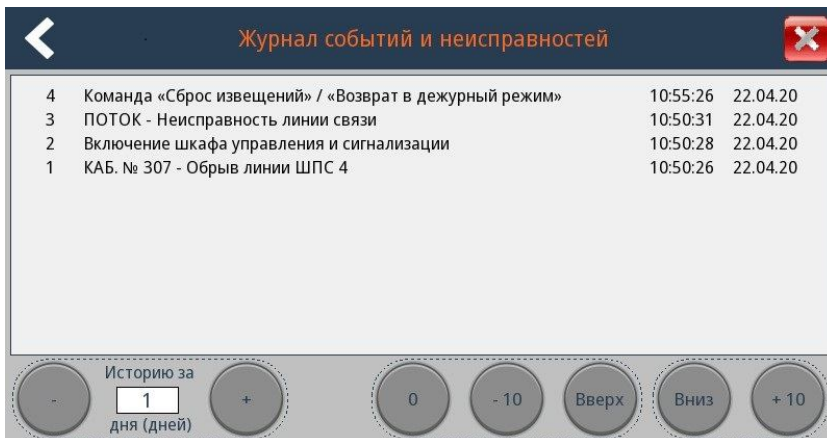 Журнал событий и неисправностей
4 Команда «Сброс извещений» / «Возврат в дежурный режим» 10:55:26 22.04.20
3 ПОТОК - Неисправность линии связи 10:50:31 22.04.20
2 Включение шкафа управления и сигнализации 10:50:28 22.04.20
1 КАБ. № 307 - Обрыв линии ШПС 4 10:50:26 22.04.20
Историю за
- 1 + 0 - 10 Вверх Вниз + 10
дня (дней)